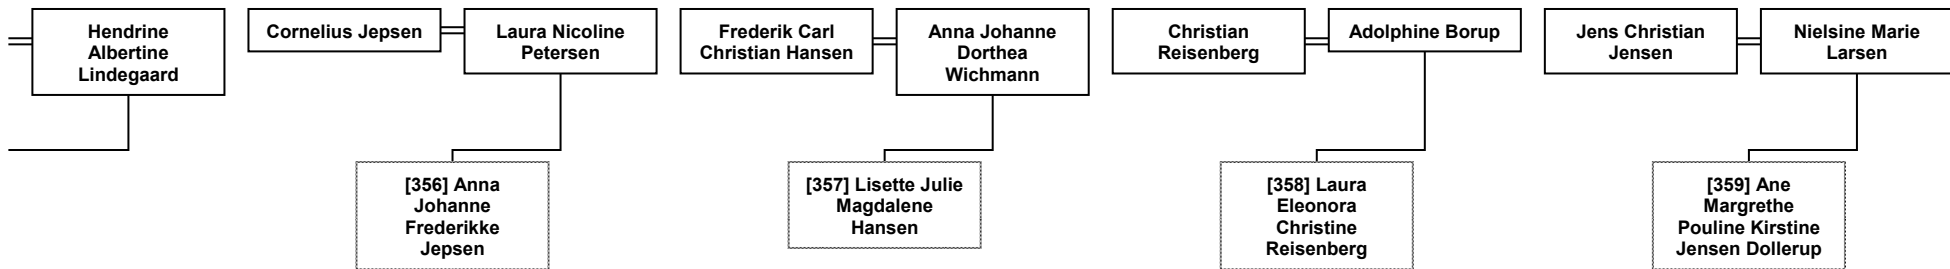 Hendrine
Albertine
Lindegaard
Cornelius Jepsen
Laura Nicoline
Petersen
Frederik Carl
Christian Hansen
Anna Johanne
Dorthea
Wichmann
Christian
Reisenberg
Adolphine Borup
Jens Christian
Jensen
Nielsine Marie
Larsen
[356] Anna
Johanne
Frederikke
Jepsen
[357] Lisette Julie
Magdalene
Hansen
[358] Laura
Eleonora
Christine
Reisenberg
[359] Ane
Margrethe
Pouline Kirstine
Jensen Dollerup